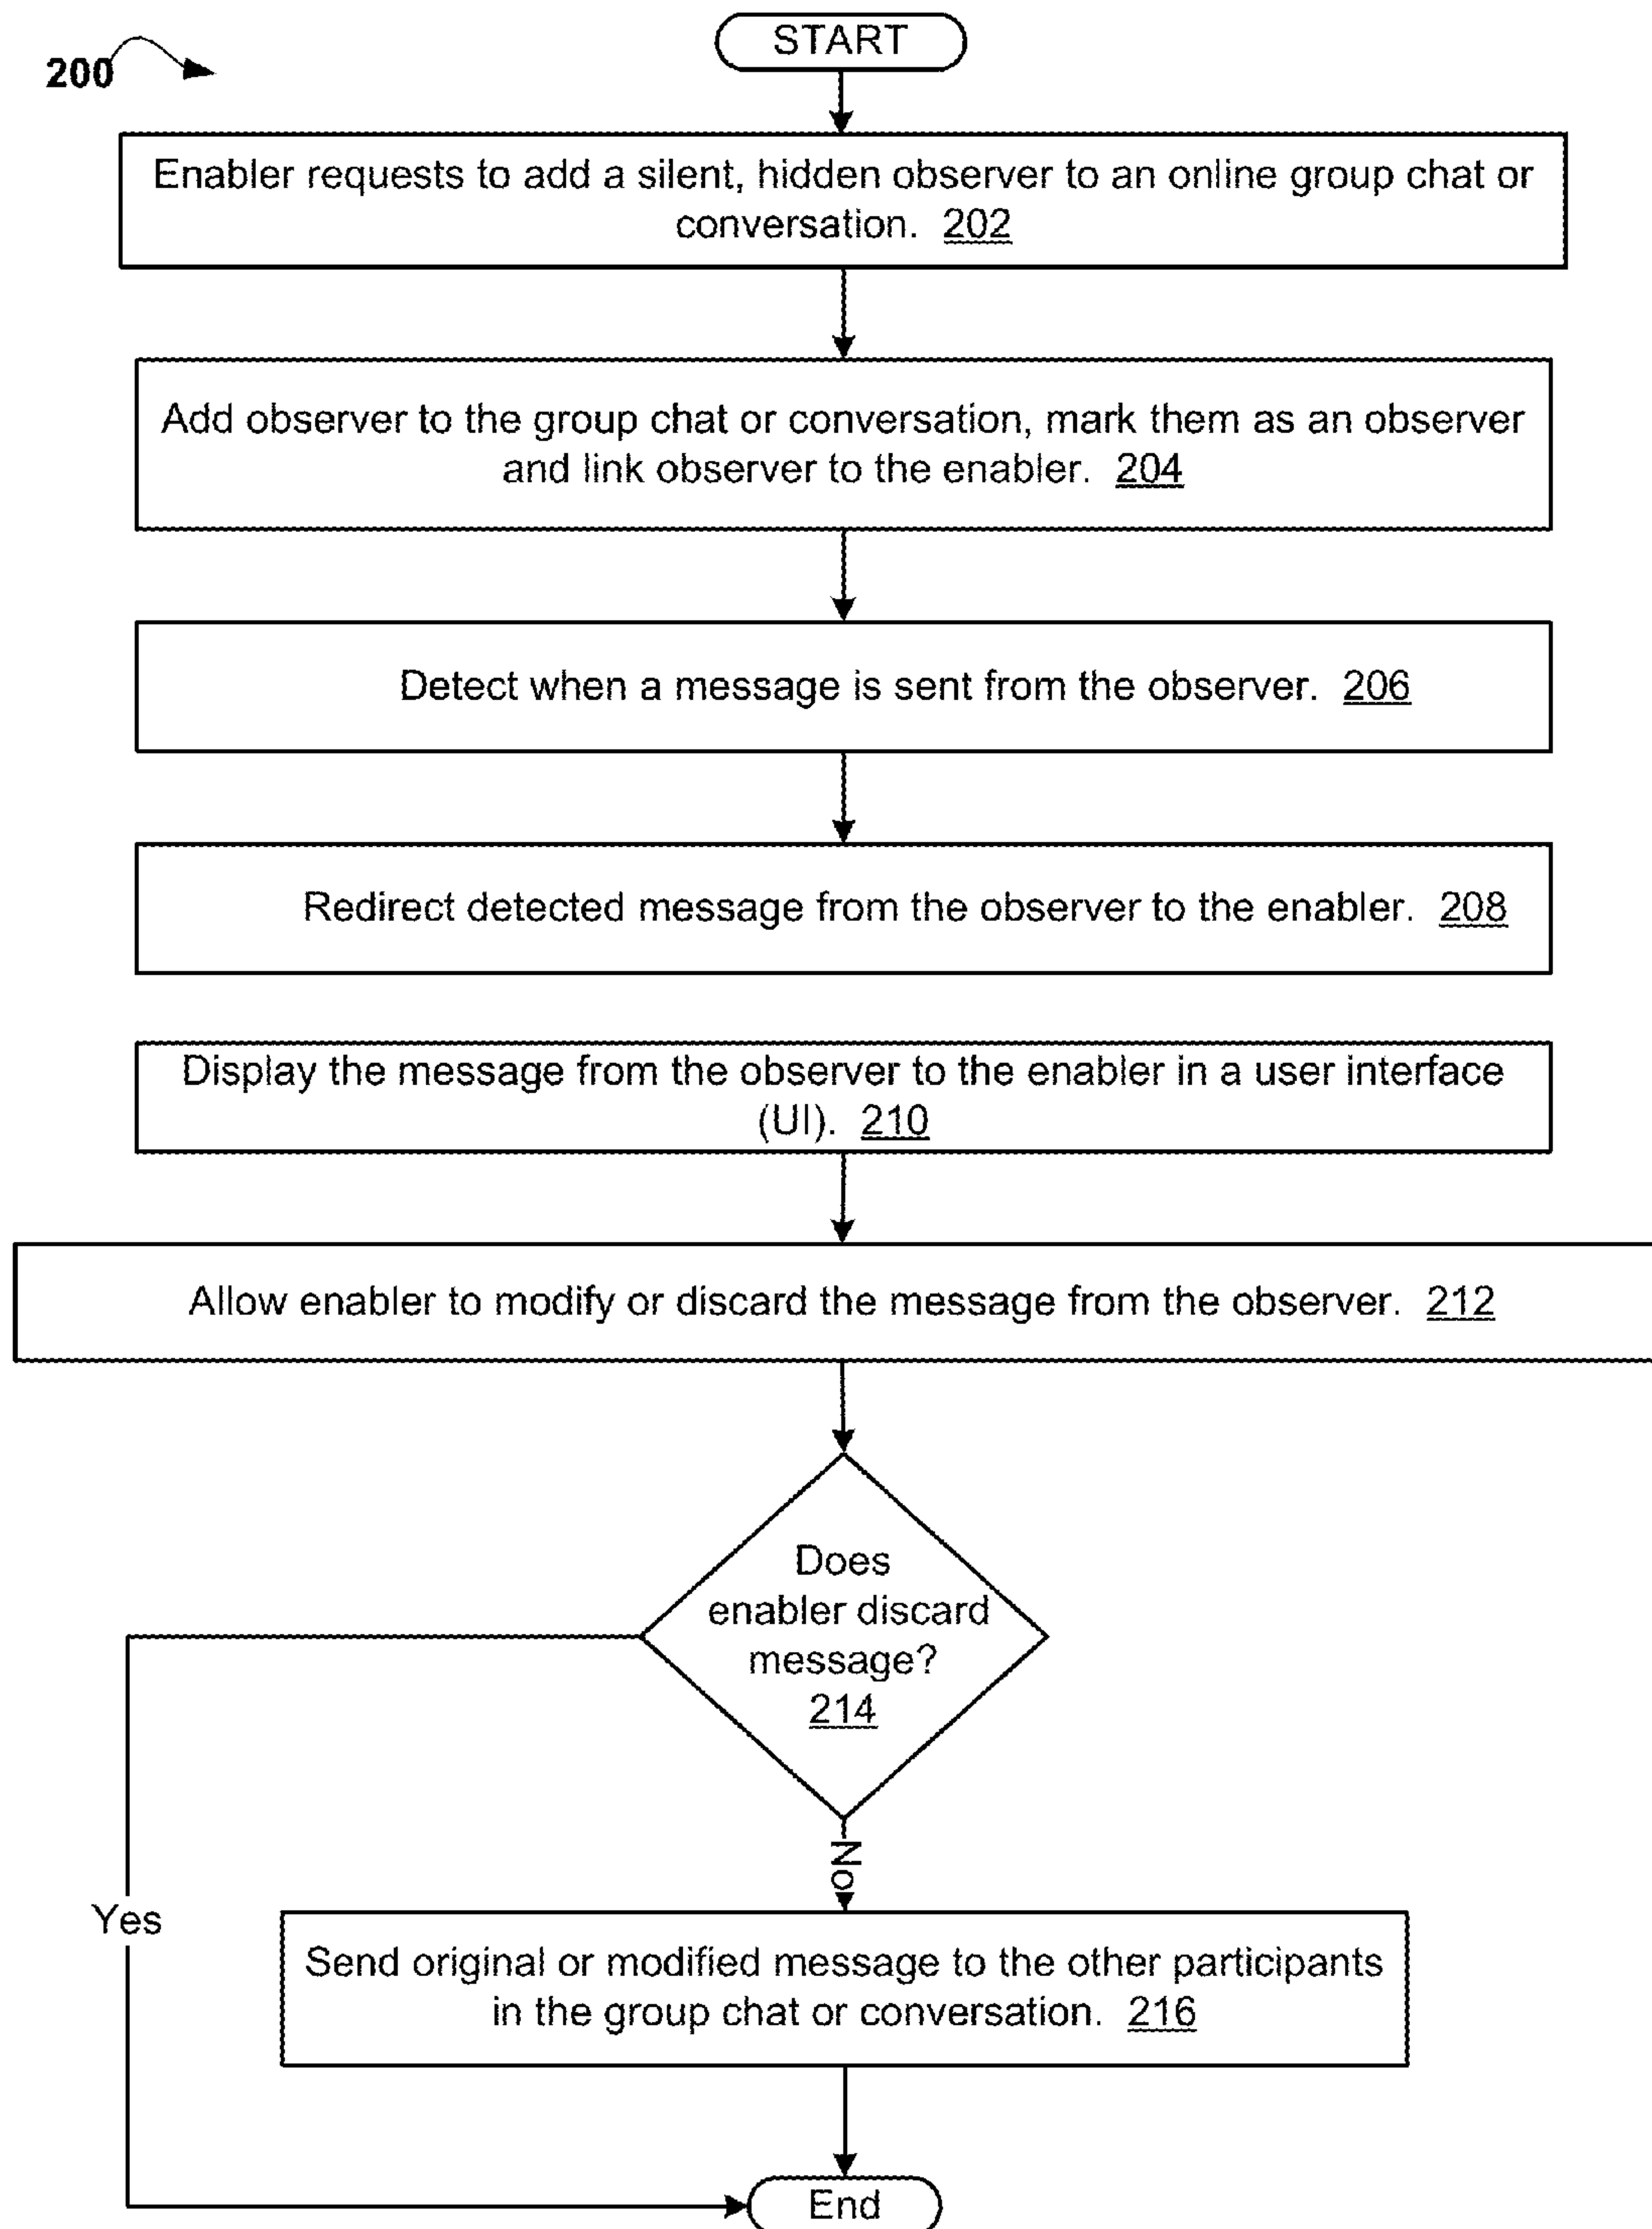 200
START
Enabler requests to add a silent, hidden observer to an online group chat or
conversation. 202
Add observer to the group chat or conversation, mark them as an observer
and link observer to the enabler. 204
Detect when a message is sent from the observer. 206
Redirect detected message from the observer to the enabler. 208
Display the message from the observer to the enabler in a user interface
(UI). 210
Allow enabler to modify or discard the message from the observer. 212
Does
enabler discard
message?
214
No
Yes
Send original or modified message to the other participants
in the group chat or conversation. 216
End